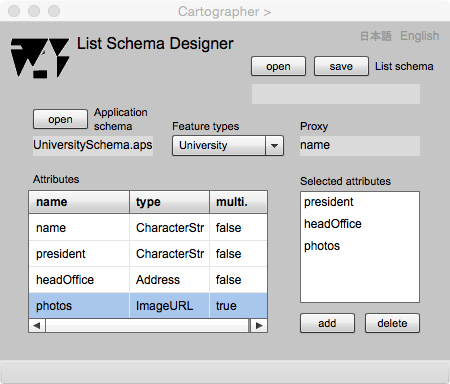 Cartographer >
日本語 English
List Schema Designer
open save List schema
open Application schema
Feature types
Proxy
UniversitySchema.aps
University
name
Attributes
name type multi.
name CharacterStr false
president CharacterStr false
headOffice Address false
photos ImageURL true
Selected attributes
president
headOffice
photos
add delete